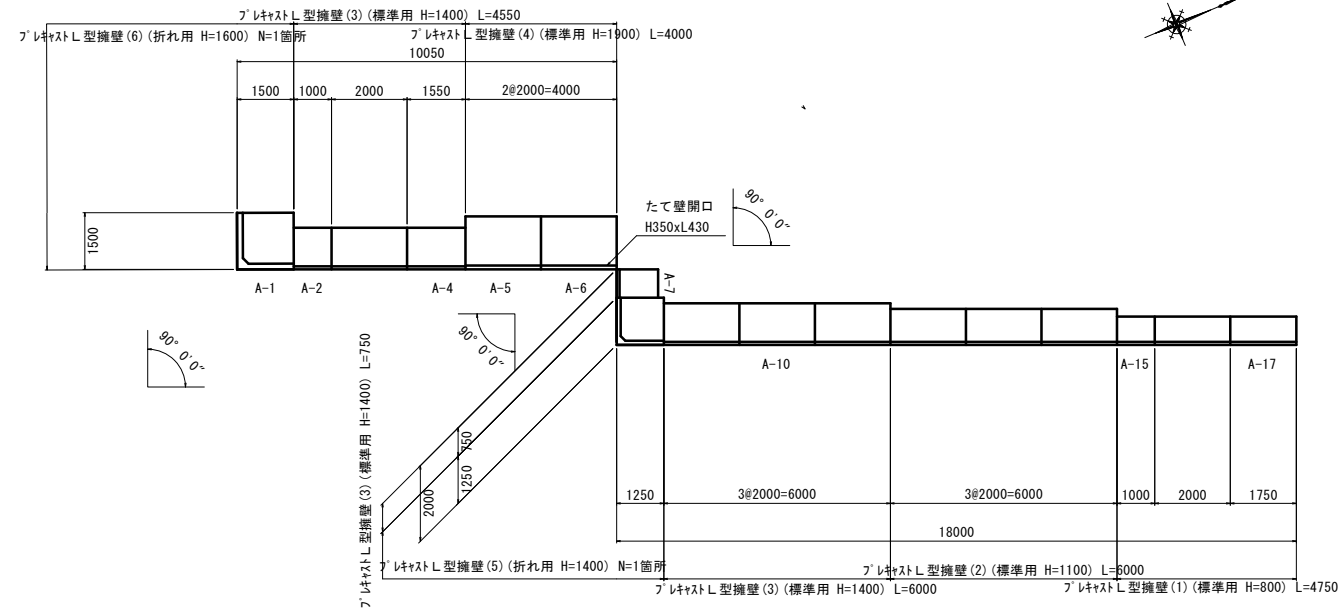 プレキャストL型擁壁(3)(標準用 H=1400) L=4550
プレキャストL型擁壁(6)(折れ用 H=1600) N=1箇所
プレキャストL型擁壁(4)(標準用 H=1900) L=4000
10050
1500
1000
2000
1550
2@2000=4000
1500
たて壁開口
H350xL430
90° 0'0"
A-1
A-2
A-4
A-5
A-6
A-7
90° 0'0"
90° 0'0"
A-10
A-15
A-17
プレキャストL型擁壁(3)(標準用 H=1400) L=750
750
1250
2000
1250
3@2000=6000
3@2000=6000
1000
2000
1750
18000
プレキャストL型擁壁(5)(折れ用 H=1400) N=1箇所
プレキャストL型擁壁(2)(標準用 H=1100) L=6000
プレキャストL型擁壁(3)(標準用 H=1400) L=6000
プレキャストL型擁壁(1)(標準用 H=800) L=4750